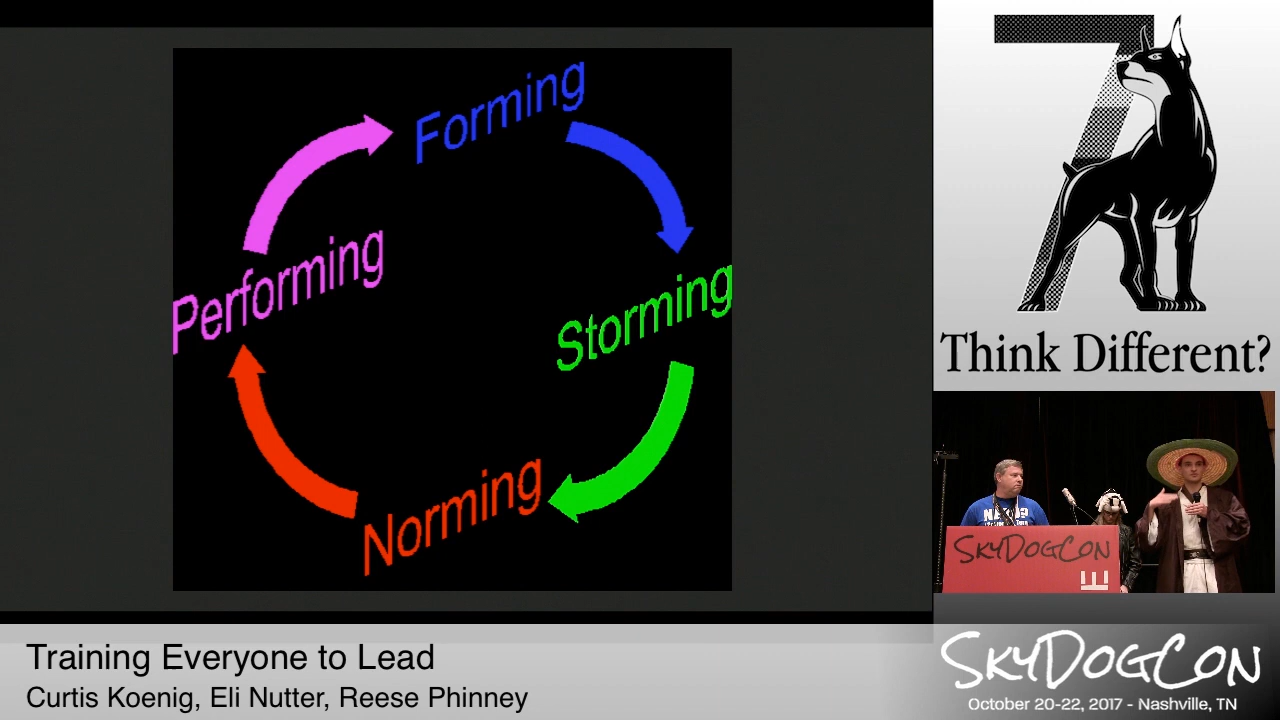 Forming
Storming
Norming
Performing
7
Think Different?
SKYDOGCON
Training Everyone to Lead
Curtis Koenig, Eli Nutter, Reese Phinney
SKYDOGCON
October 20-22, 2017 - Nashville, TN